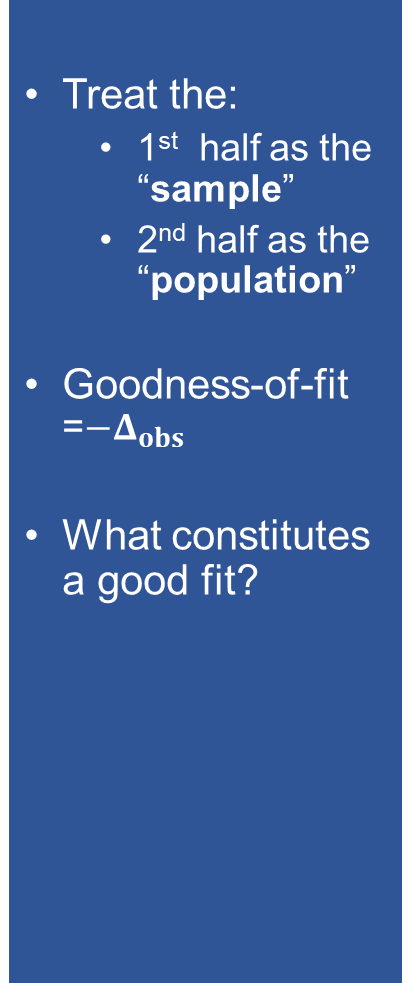 • Treat the:
• 1st half as the
“sample”
• 2nd half as the
“population”
• Goodness-of-fit
=−Δobs
• What constitutes
a good fit?